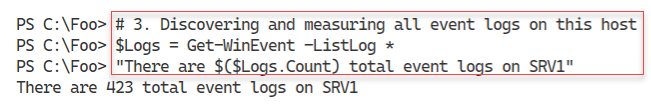 PS C:\Foo> # 3. Discovering and measuring all event logs on this host
PS C:\Foo> $Logs = Get-WinEvent -ListLog *
PS C:\Foo> "There are $($Logs.Count) total event logs on SRV1"
There are 423 total event logs on SRV1